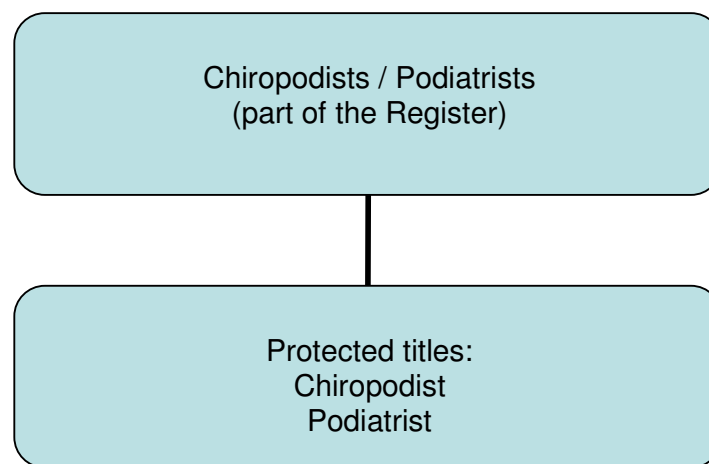 Chiropodists / Podiatrists
(part of the Register)
Protected titles:
Chiropodist
Podiatrist